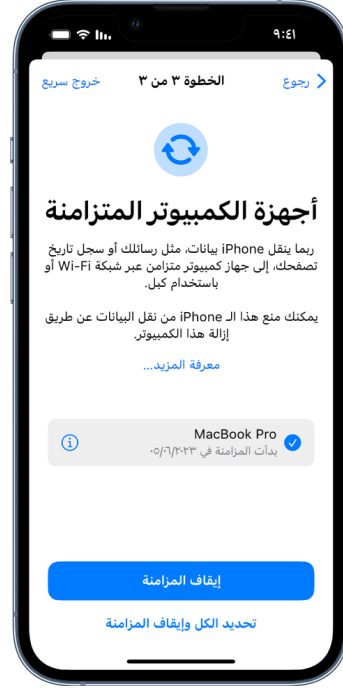 ٩:٤١
رجوع
الخطوة ٣ من ٣
خروج سريع
أجهزة الكمبيوتر المتزامنة
ربما ينقل iPhone بيانات، مثل رسائلك أو سجل تاريخ
تصفحك، إلى جهاز كمبيوتر متزامن عبر شبكة Wi-Fi أو
باستخدام كبل.
يمكنك منع هذا الـ iPhone من نقل البيانات عن طريق
إزالة هذا الكمبيوتر.
معرفة المزيد...
MacBook Pro
بدأت المزامنة في ٠٥/٠٦/٢٠٢٣
إيقاف المزامنة
تحديد الكل وإيقاف المزامنة